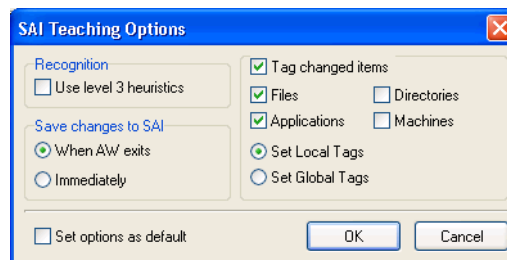 SAI Teaching Options
Recognition
Use level 3 heuristics
Save changes to SAI
When AW exits
Immediately
Tag changed items
Files
Directories
Applications
Machines
Set Local Tags
Set Global Tags
Set options as default
OK
Cancel